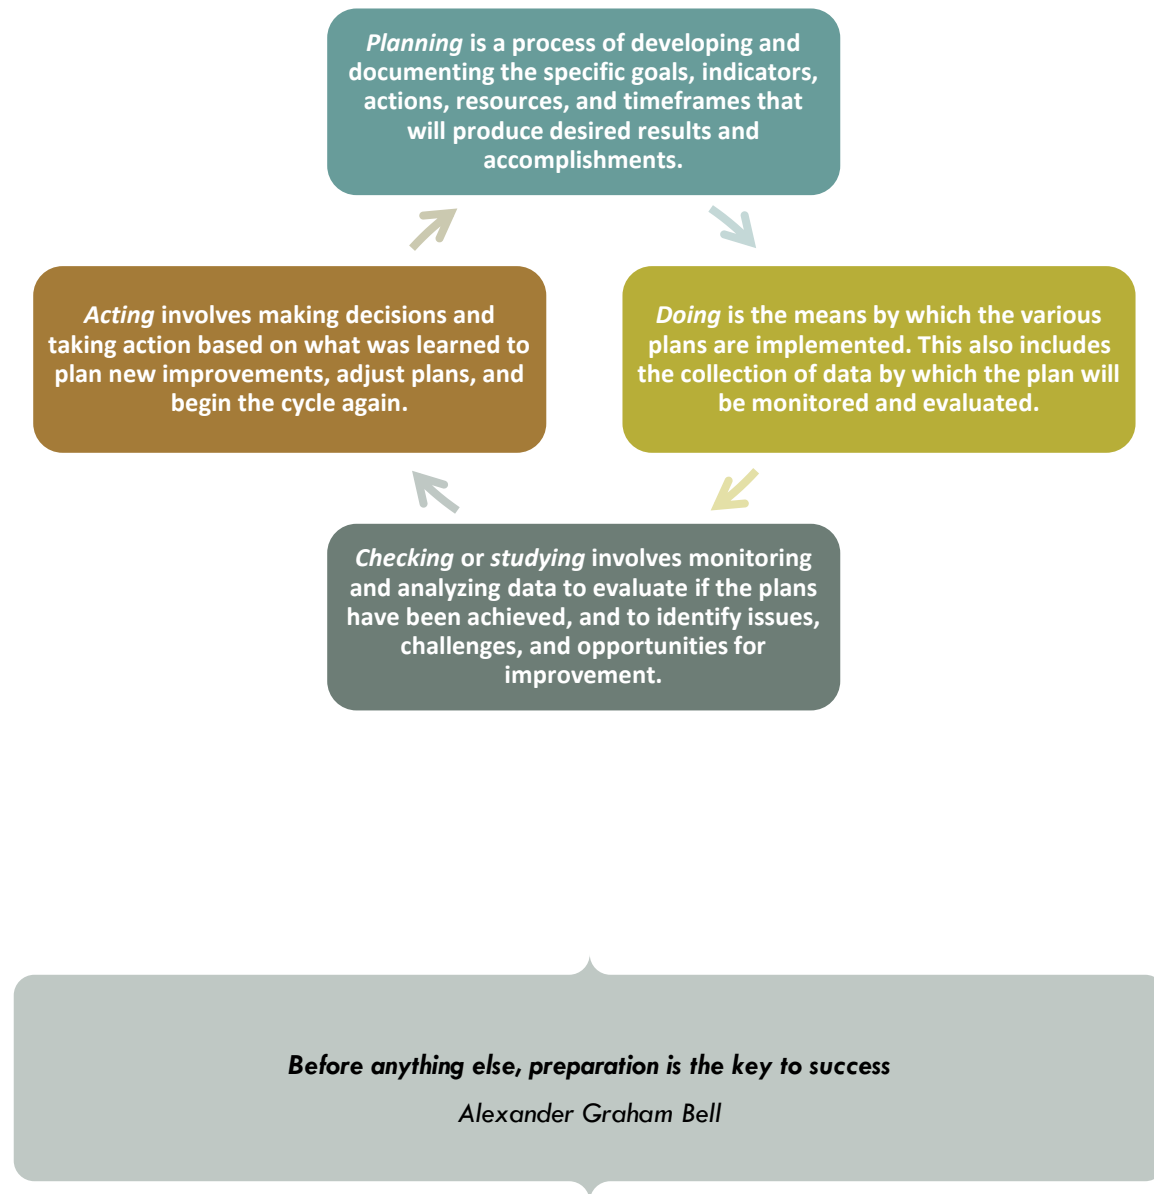 Planning is a process of developing and
documenting the specific goals, indicators,
actions, resources, and timeframes that
will produce desired results and
accomplishments.
Acting involves making decisions and
taking action based on what was learned to
plan new improvements, adjust plans, and
begin the cycle again.
Doing is the means by which the various
plans are implemented. This also includes
the collection of data by which the plan will
be monitored and evaluated.
Checking or studying involves monitoring
and analyzing data to evaluate if the plans
have been achieved, and to identify issues,
challenges, and opportunities for
improvement.
Before anything else, preparation is the key to success
Alexander Graham Bell